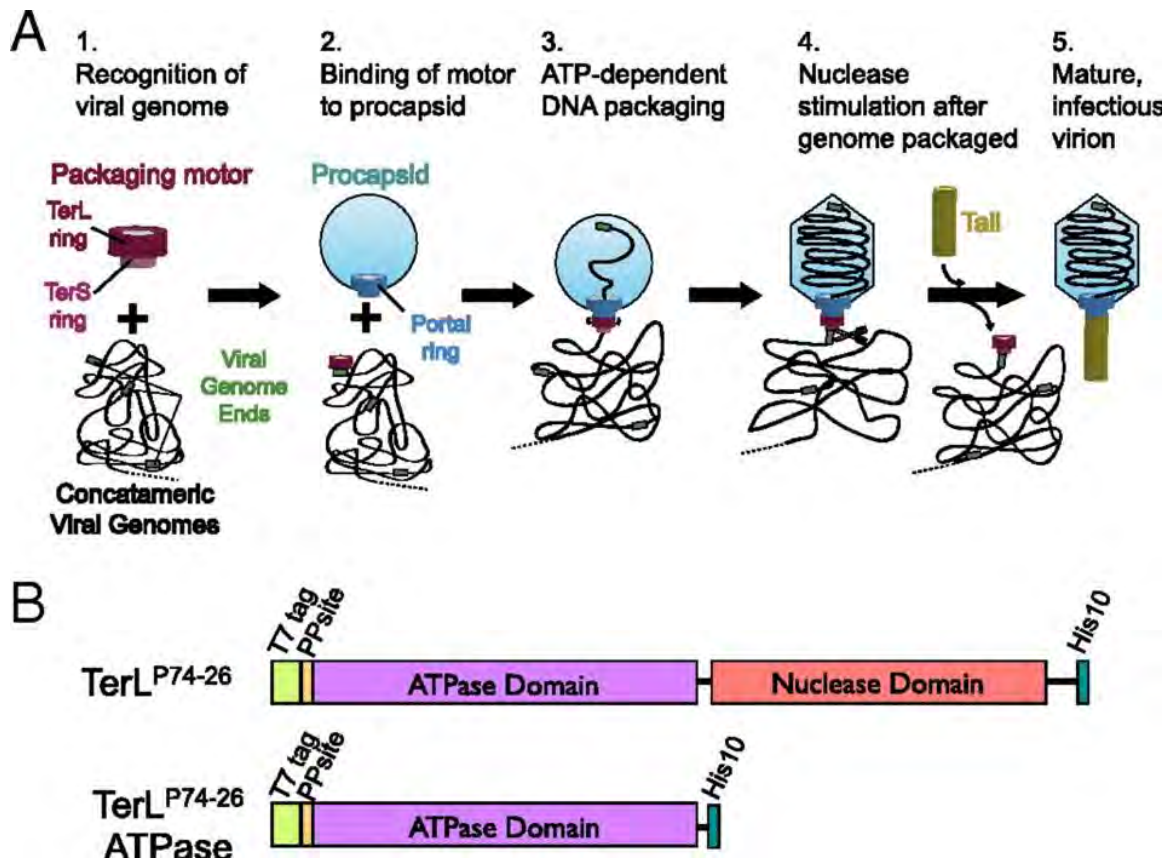 A
1.
Recognition of
viral genome
2.
Binding of motor
to procapsid
3.
ATP-dependent
DNA packaging
4.
Nuclease
stimulation after
genome packaged
5.
Mature,
infectious
virion
Packaging motor
TerL
ring
TerS
ring
+
Concatameric
Viral Genomes
Viral
Genome
Ends
Procapsid
+
Portal
ring
Tail
B
TerL P74-26
T7 tag
PPsite
ATPase Domain
Nuclease Domain
His10
TerL P74-26
ATPase
T7 tag
PPsite
ATPase Domain
His10